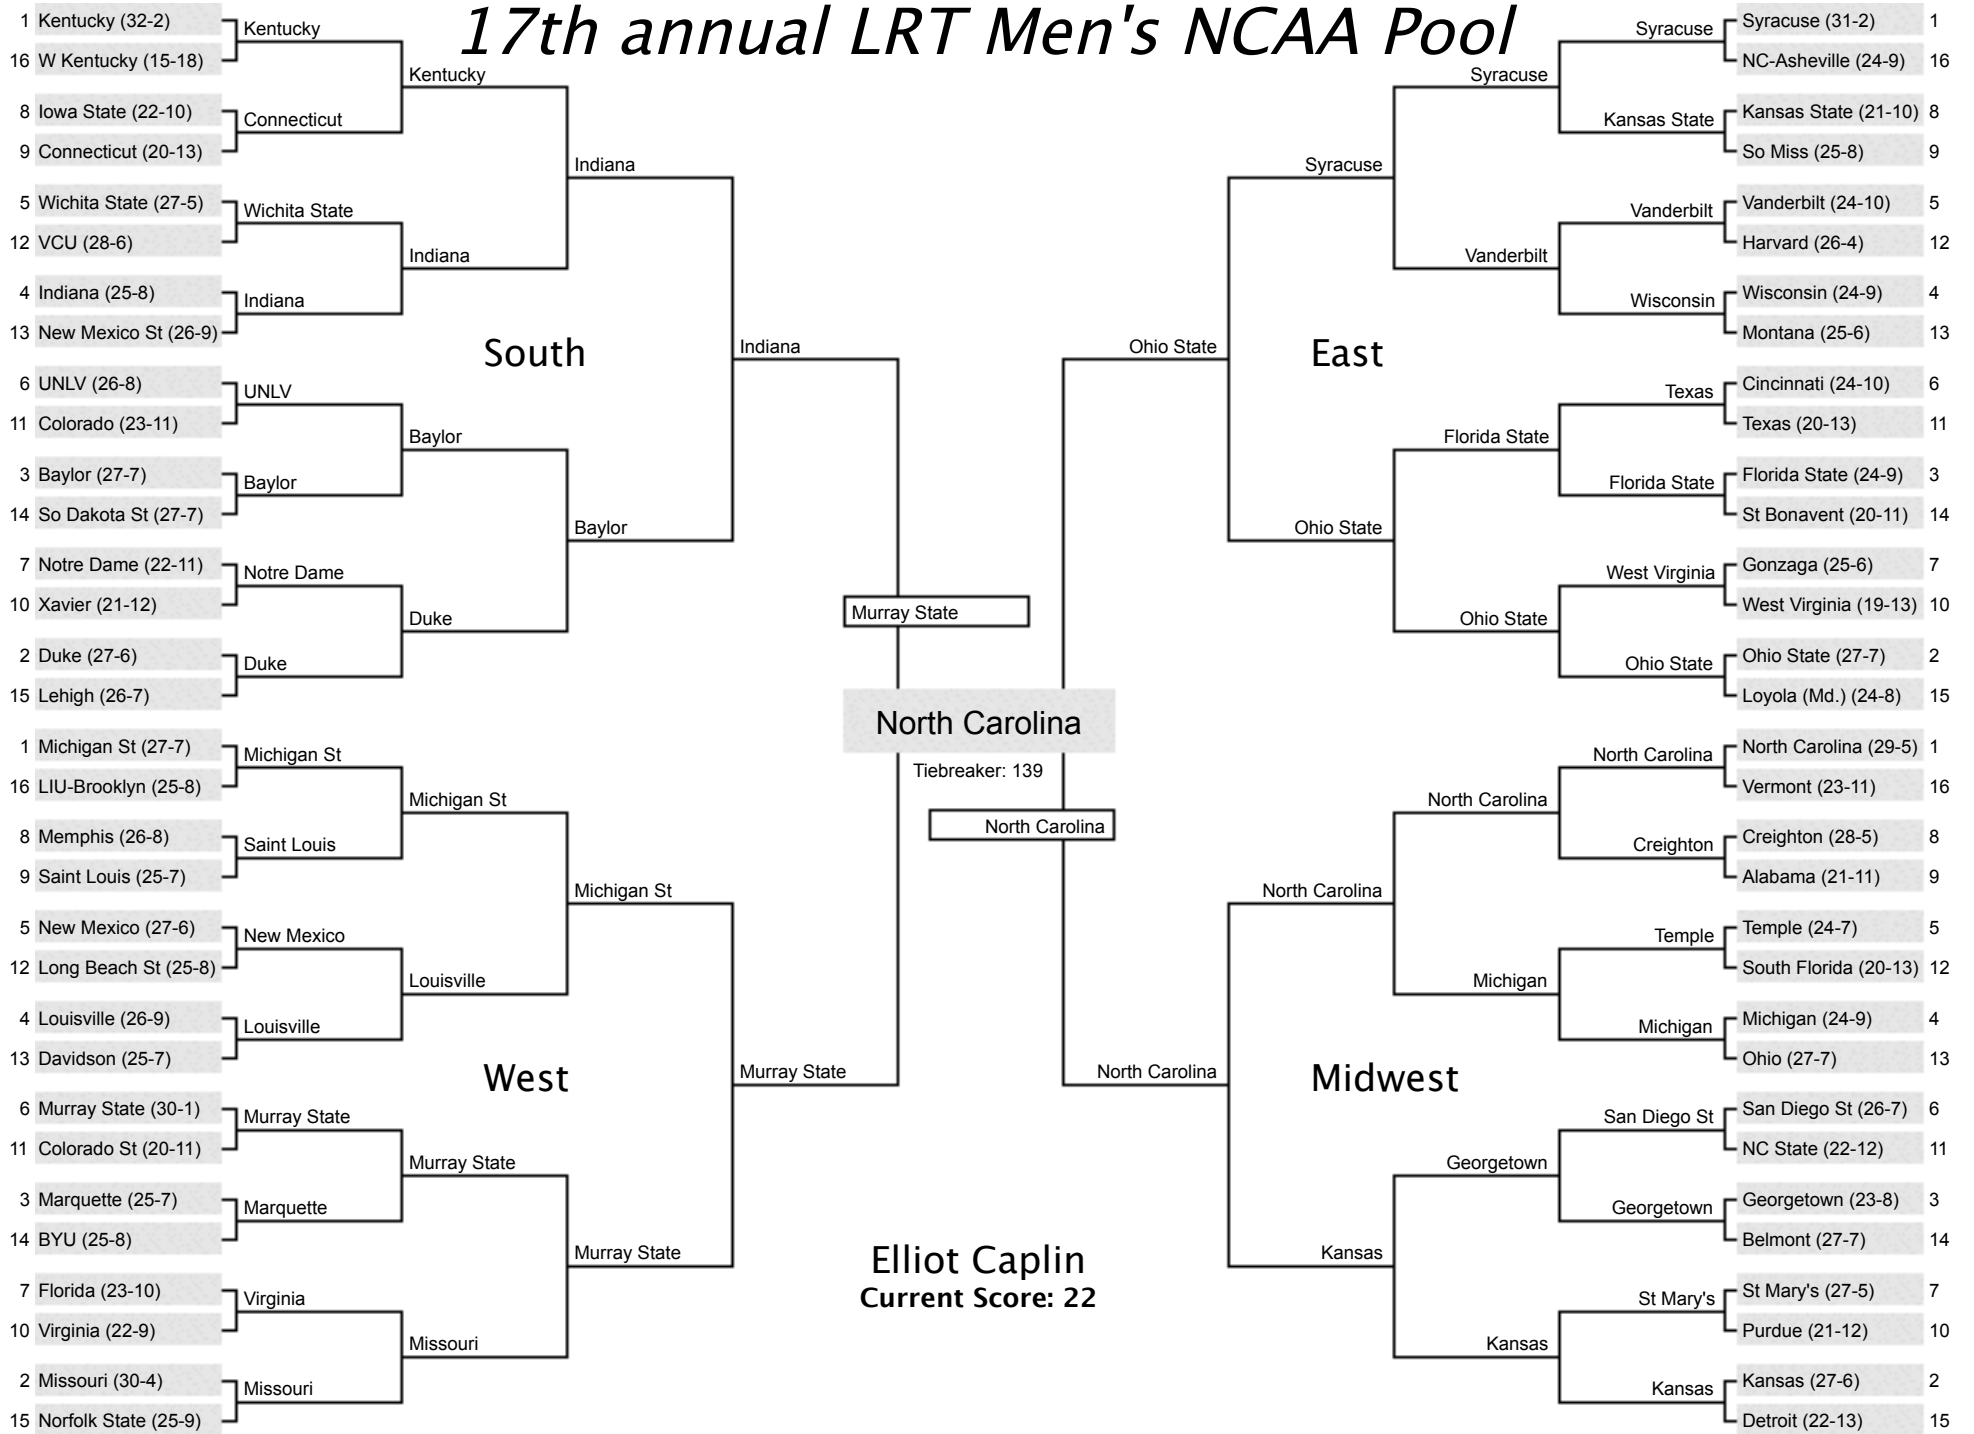 17th annual LRT Men's NCAA Pool
1 Kentucky (32-2)
16 W Kentucky (15-18)
8 Iowa State (22-10)
9 Connecticut (20-13)
5 Wichita State (27-5)
12 VCU (28-6)
4 Indiana (25-8)
13 New Mexico St (26-9)
6 UNLV (26-8)
11 Colorado (23-11)
3 Baylor (27-7)
14 So Dakota St (27-7)
7 Notre Dame (22-11)
10 Xavier (21-12)
2 Duke (27-6)
15 Lehigh (26-7)
Kentucky
Connecticut
Wichita State
Indiana
UNLV
Baylor
Notre Dame
Duke
Kentucky
Indiana
Baylor
Duke
Indiana
Baylor
Indiana
South
1 Michigan St (27-7)
16 LIU-Brooklyn (25-8)
8 Memphis (26-8)
9 Saint Louis (25-7)
5 New Mexico (27-6)
12 Long Beach St (25-8)
4 Louisville (26-9)
13 Davidson (25-7)
6 Murray State (30-1)
11 Colorado St (20-11)
3 Marquette (25-7)
14 BYU (25-8)
7 Florida (23-10)
10 Virginia (22-9)
2 Missouri (30-4)
15 Norfolk State (25-9)
Michigan St
Saint Louis
New Mexico
Louisville
Murray State
Marquette
Virginia
Missouri
Michigan St
Louisville
Murray State
Missouri
Michigan St
Murray State
Murray State
West
Murray State
North Carolina
Tiebreaker: 139
North Carolina
Elliot Caplin
Current Score: 22
Syracuse (31-2) 1
NC-Asheville (24-9) 16
Kansas State (21-10) 8
So Miss (25-8) 9
Vanderbilt (24-10) 5
Harvard (26-4) 12
Wisconsin (24-9) 4
Montana (25-6) 13
Cincinnati (24-10) 6
Texas (20-13) 11
Florida State (24-9) 3
St Bonavent (20-11) 14
Gonzaga (25-6) 7
West Virginia (19-13) 10
Ohio State (27-7) 2
Loyola (Md.) (24-8) 15
Syracuse
Kansas State
Vanderbilt
Wisconsin
Texas
Florida State
West Virginia
Ohio State
Syracuse
Vanderbilt
Florida State
Ohio State
Syracuse
Ohio State
Ohio State
East
North Carolina (29-5) 1
Vermont (23-11) 16
Creighton (28-5) 8
Alabama (21-11) 9
Temple (24-7) 5
South Florida (20-13) 12
Michigan (24-9) 4
Ohio (27-7) 13
San Diego St (26-7) 6
NC State (22-12) 11
Georgetown (23-8) 3
Belmont (27-7) 14
St Mary's (27-5) 7
Purdue (21-12) 10
Kansas (27-6) 2
Detroit (22-13) 15
North Carolina
Creighton
Temple
Michigan
San Diego St
Georgetown
St Mary's
Kansas
North Carolina
Michigan
Georgetown
Kansas
North Carolina
Kansas
North Carolina
Midwest